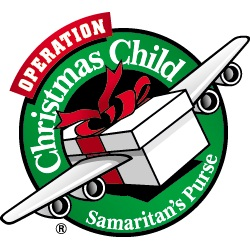 OPERATION
Christmas Child
Samaritan's Purse
®